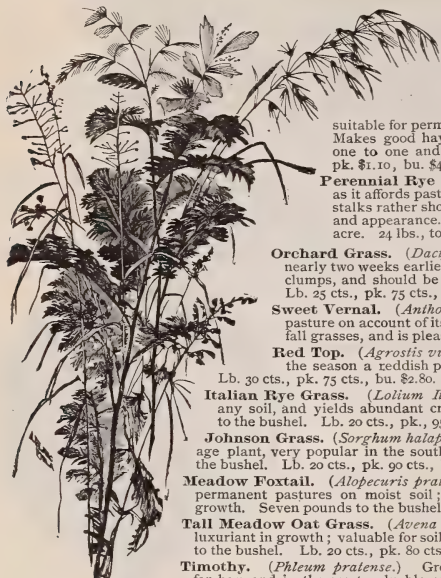 suitable for perm
Makes good hay
one to one and
pk. $1.10, bu. $4
Perennial Rye
as it affords past
stalks rather sho
and appearance.
acre. 24 lbs., to
Orchard Grass. (Dac
nearly two weeks earlie
clumps, and should be
Lb. 25 cts., pk. 75 cts.,
Sweet Vernal. (Antho
pasture on account of it
fall grasses, and is plea
Red Top. (Agrostis vu
the season a reddish p
Lb. 30 cts., pk. 75 cts., bu. $2.80.
Italian Rye Grass. (Lolium It
any soil, and yields abundant cr
to the bushel. Lb. 20 cts., pk., 95
Johnson Grass. (Sorghum halap
age plant, very popular in the south
the bushel. Lb. 20 cts., pk. 90 cts.,
Meadow Foxtail. (Alopecuris prat
permanent pastures on moist soil;
growth. Seven pounds to the bushel
Tall Meadow Oat Grass. (Avena
luxuriant in growth; valuable for soil
to the bushel. Lb. 20 cts., pk. 80 cts
Timothy. (Phleum pratense.) Gr